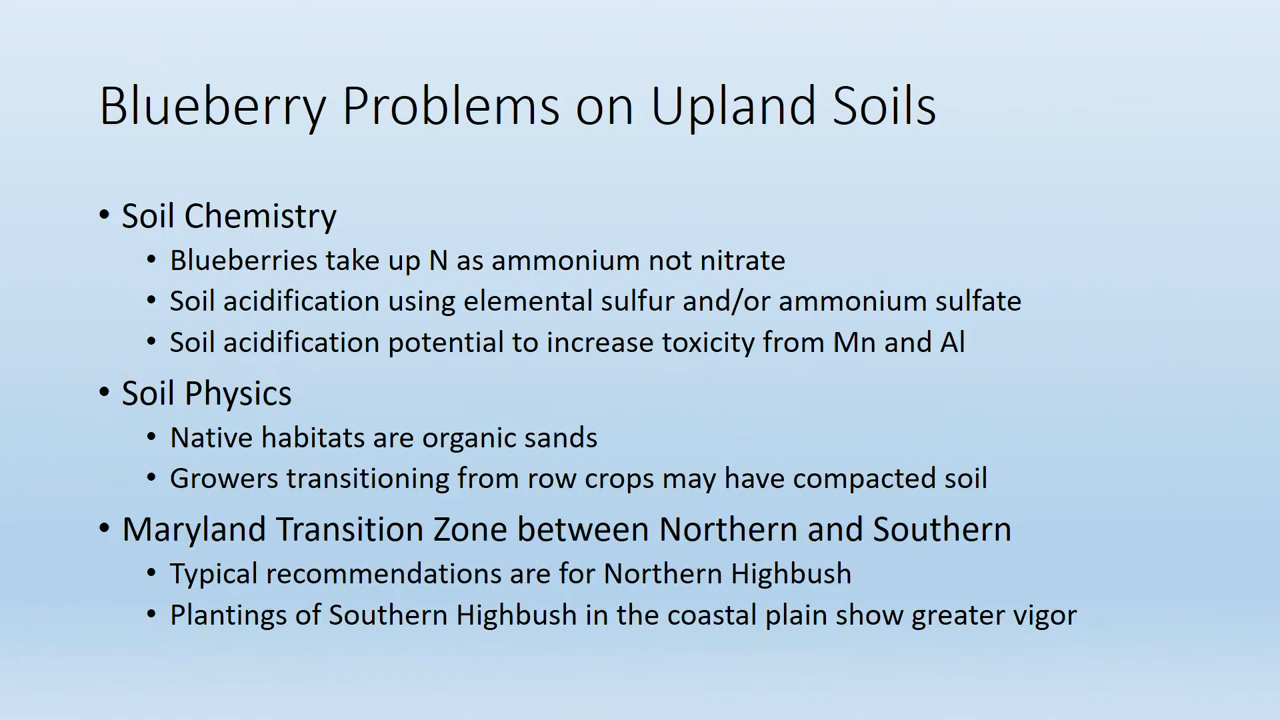 Blueberry Problems on Upland Soils
• Soil Chemistry
• Blueberries take up N as ammonium not nitrate
• Soil acidification using elemental sulfur and/or ammonium sulfate
• Soil acidification potential to increase toxicity from Mn and Al
• Soil Physics
• Native habitats are organic sands
• Growers transitioning from row crops may have compacted soil
• Maryland Transition Zone between Northern and Southern
• Typical recommendations are for Northern Highbush
• Plantings of Southern Highbush in the coastal plain show greater vigor